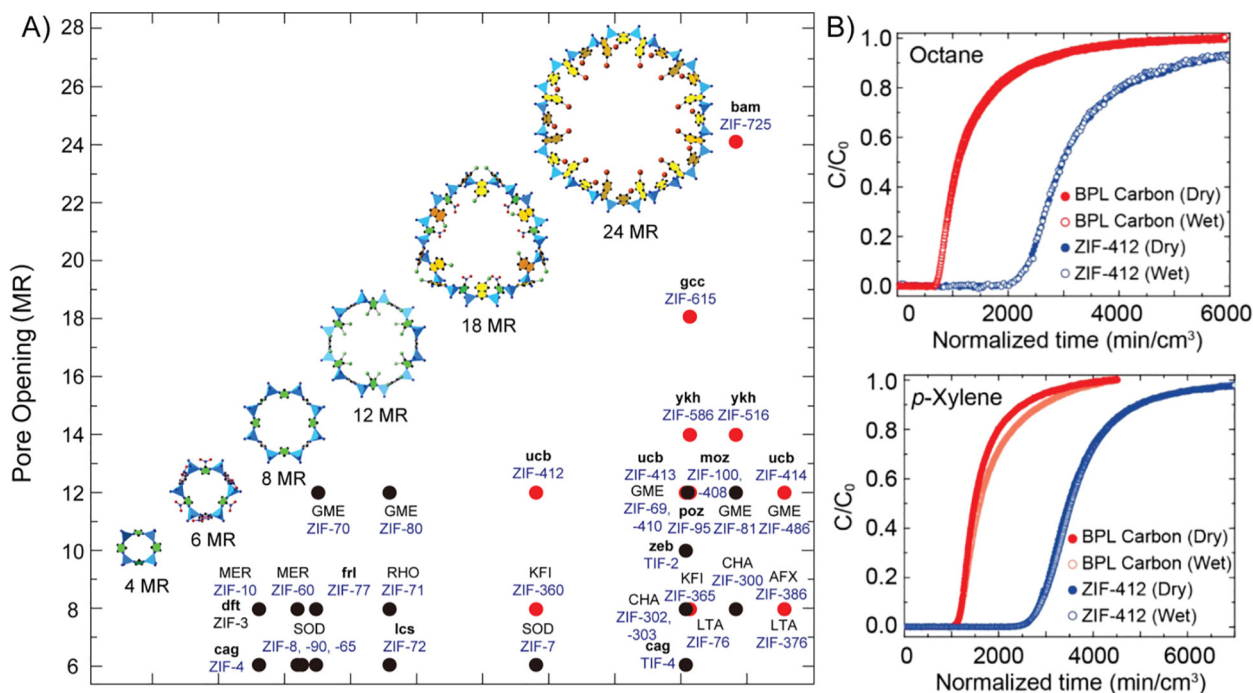 A)
28
26
24
22
20
18
16
14
12
10
8
6
Pore Opening (MR)
bam
ZIF-725
24 MR
gcc
ZIF-615
18 MR
ykh
ZIF-586
ykh
ZIF-516
12 MR
ucb
ZIF-412
ucb
ZIF-413
moz
ZIF-100,
-408
ucb
ZIF-414
8 MR
GME
ZIF-70
GME
ZIF-80
GME
ZIF-69,
-410
poz
ZIF-95
GME
ZIF-81
GME
ZIF-486
6 MR
zeb
TIF-2
4 MR
MER
ZIF-10
MER
ZIF-60
frl
ZIF-77
RHO
ZIF-71
KFI
ZIF-360
KFI
ZIF-365
CHA
ZIF-300
AFX
ZIF-386
dft
ZIF-3
CHA
ZIF-302,
-303
LTA
ZIF-76
LTA
ZIF-376
cag
ZIF-4
SOD
ZIF-8, -90, -65
lcs
ZIF-72
SOD
ZIF-7
cag
TIF-4
B)
Octane
1.0
0.8
0.6
0.4
0.2
0.0
C/C0
BPL Carbon (Dry)
BPL Carbon (Wet)
ZIF-412 (Dry)
ZIF-412 (Wet)
0 2000 4000 6000
Normalized time (min/cm³)
p-Xylene
1.0
0.8
0.6
0.4
0.2
0.0
C/C0
BPL Carbon (Dry)
BPL Carbon (Wet)
ZIF-412 (Dry)
ZIF-412 (Wet)
0 2000 4000 6000
Normalized time (min/cm³)